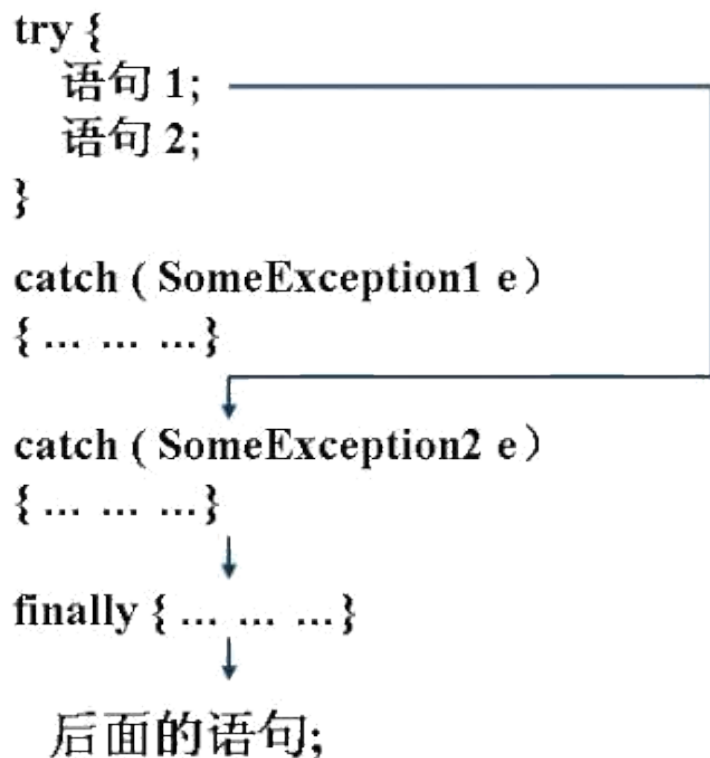 try {
语句 1;
语句 2;
}
catch ( SomeException1 e）
{ ... ... ...}
catch ( SomeException2 e）
{ ... ... ...}
finally { ... ... ...}
后面的语句;